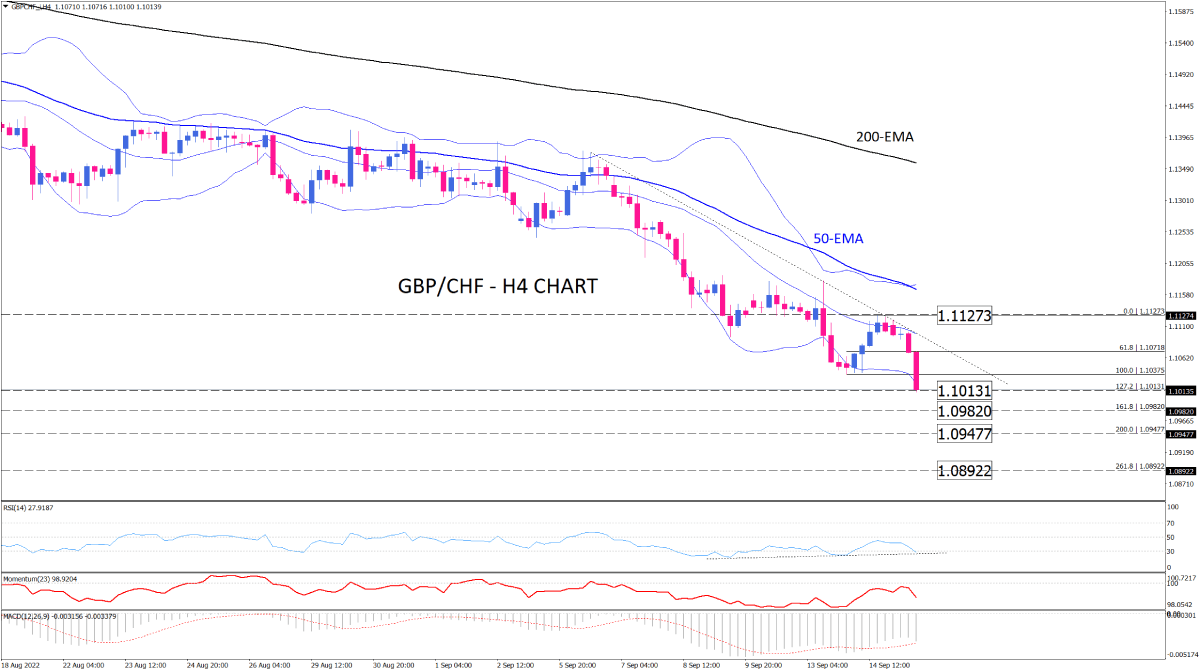 GBPCHF,H4 1.10710 1.10716 1.10100 1.10139
1.15875
1.15400
1.14920
1.14445
200-EMA
1.13965
1.13490
1.13010
1.12535
50-EMA
1.12055
GBP/CHF - H4 CHART
1.11580
1.11273
0.0 | 1.11273
1.11274
1.11100
61.8 | 1.10718
1.10620
100.0 | 1.10375
1.10131
127.2 | 1.10131
1.10135
1.09820
161.8 | 1.09820
1.09820
1.09665
1.09477
200.0 | 1.09477
1.09477
1.09190
1.08922
261.8 | 1.08922
1.08922
1.08710
RSI(14) 27.9187
100
70
50
30
0
Momentum(23) 98.9204
100.7217
100
98.0542
MACD(12,26,9) -0.003156 -0.003379
-0.005174
18 Aug 2022
22 Aug 04:00
23 Aug 12:00
24 Aug 20:00
26 Aug 04:00
29 Aug 12:00
30 Aug 20:00
1 Sep 04:00
2 Sep 12:00
5 Sep 20:00
7 Sep 04:00
8 Sep 12:00
9 Sep 20:00
13 Sep 04:00
14 Sep 12:00